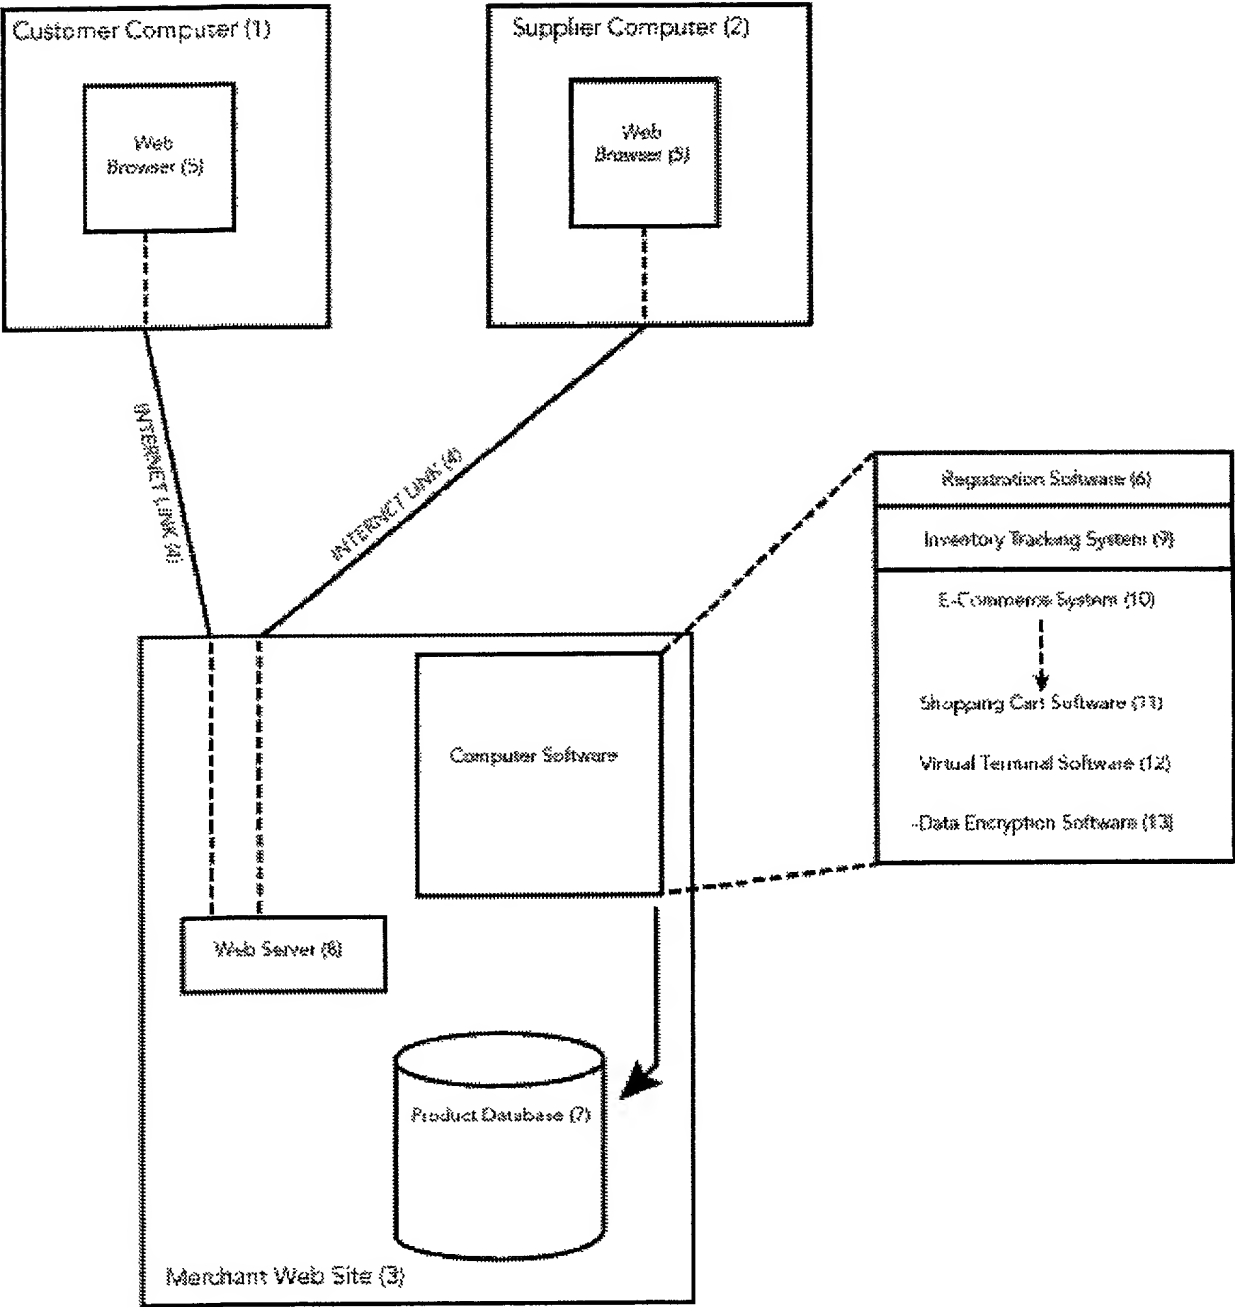 Customer Computer (1)
Supplier Computer (2)
Web
Browser (5)
Web
Browser (5)
INTERNET LINK (4)
INTERNET LINK (4)
Registration Software (6)
Inventory Tracking System (9)
E-Commerce System (10)
Shopping Cart Software (11)
Virtual Terminal Software (12)
-Data Encryption Software (13)
Computer Software
Web Server (8)
Product Database (7)
Merchant Web Site (3)